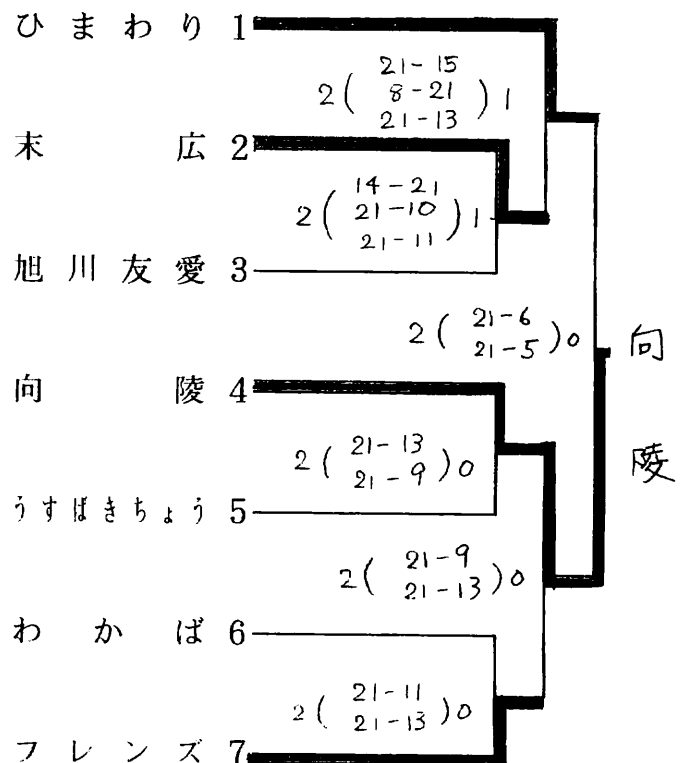 ひまわり 1
21-15
2 ( 8-21 ) 1
21-13
末広 2
14-21
2 ( 21-10 ) 1
21-11
旭川友愛 3
21-6
2 ( 21-5 ) 0
向陵
向陵 4
21-13
2 ( 21-9 ) 0
うすばきちょう 5
21-9
2 ( 21-13 ) 0
わかば 6
21-11
2 ( 21-13 ) 0
フレンズ 7